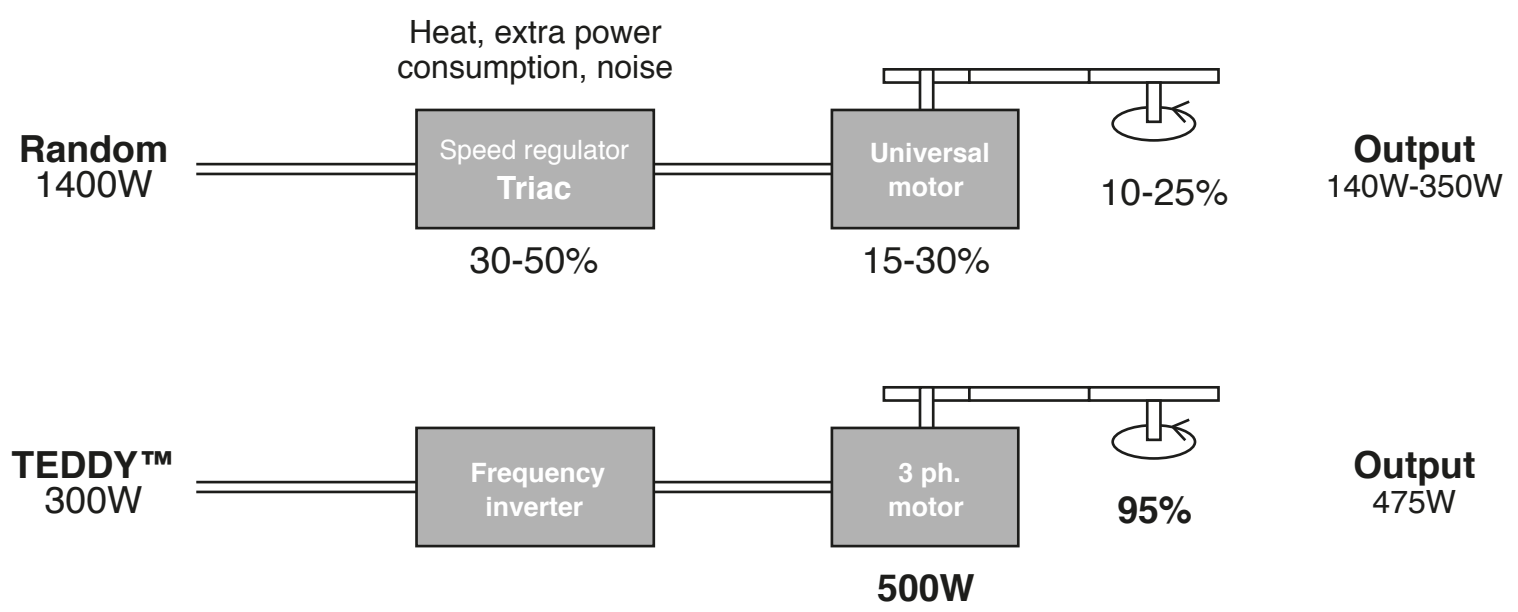 Heat, extra power
consumption, noise
Random
1400W
Speed regulator
Triac
30-50%
Universal
motor
15-30%
10-25%
Output
140W-350W
TEDDY™
300W
Frequency
inverter
3 ph.
motor
500W
95%
Output
475W